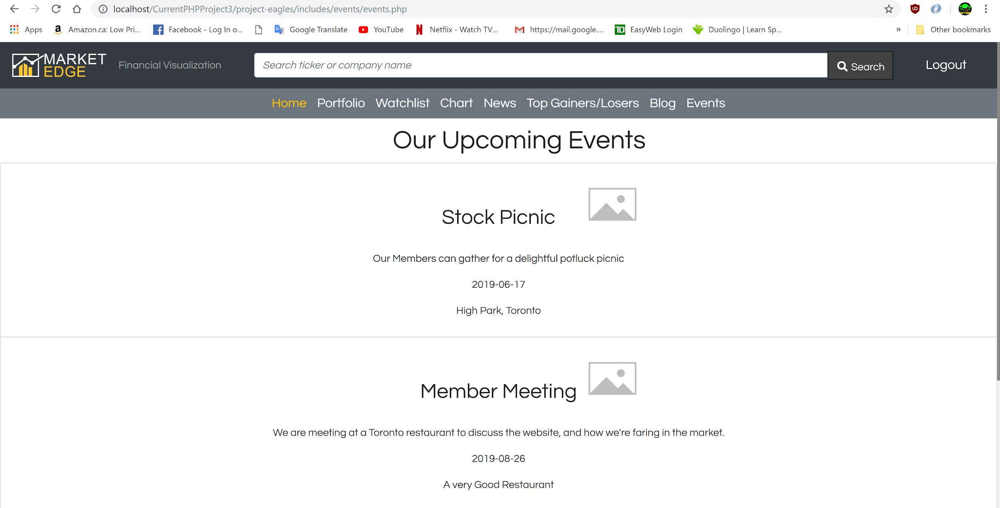 localhost/CurrentPHPProject3/project-eagles/includes/events/events.php
Apps Amazon.ca: Low Pri... Facebook - Log In o... Google Translate YouTube Netflix - Watch TV... https://mail.google.... EasyWeb Login Duolingo | Learn Sp... » Other bookmarks
MARKET
EDGE
Financial Visualization
Search ticker or company name
Search
Logout
Home Portfolio Watchlist Chart News Top Gainers/Losers Blog Events
Our Upcoming Events
Stock Picnic
Our Members can gather for a delightful potluck picnic
2019-06-17
High Park, Toronto
Member Meeting
We are meeting at a Toronto restaurant to discuss the website, and how we're faring in the market.
2019-08-26
A very Good Restaurant